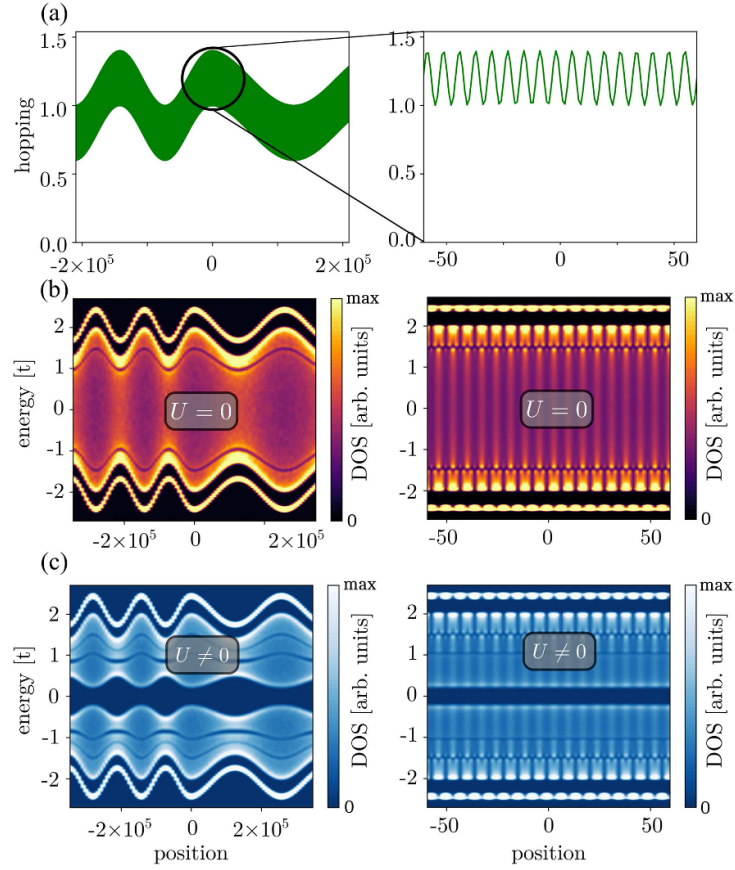 (a)
hopping
1.5
1.0
0.5
0.0
-2×10⁵
0
2×10⁵
1.5
1.0
0.5
0.0
-50
0
50
(b)
energy [t]
2
1
0
-1
-2
U = 0
-2×10⁵
0
2×10⁵
max
0
DOS [arb. units]
2
1
0
-1
-2
U = 0
-50
0
50
max
0
DOS [arb. units]
(c)
energy [t]
2
1
0
-1
-2
U ≠ 0
-2×10⁵
0
2×10⁵
position
max
0
DOS [arb. units]
2
1
0
-1
-2
U ≠ 0
-50
0
50
position
max
0
DOS [arb. units]